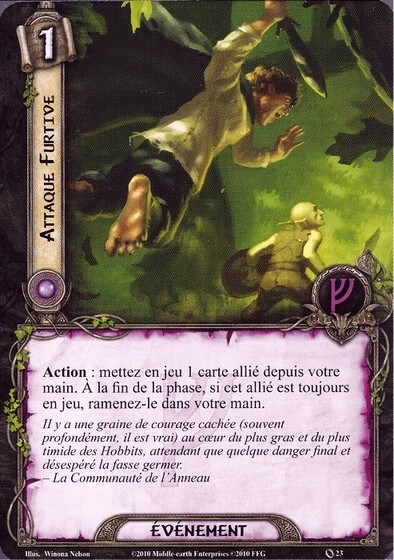 1
Attaque Furtive
Action : mettez en jeu 1 carte allié depuis votre
main. À la fin de la phase, si cet allié est toujours
en jeu, ramenez-le dans votre main.
Il y a une graine de courage cachée (souvent
profondément, il est vrai) au cœur du plus gras et du plus
timide des Hobbits, attendant que quelque danger final et
désespéré la fasse germer.
– La Communauté de l'Anneau
Événement
Illus. Winona Nelson ©2010 Middle-earth Enterprises ©2010 FFG 23